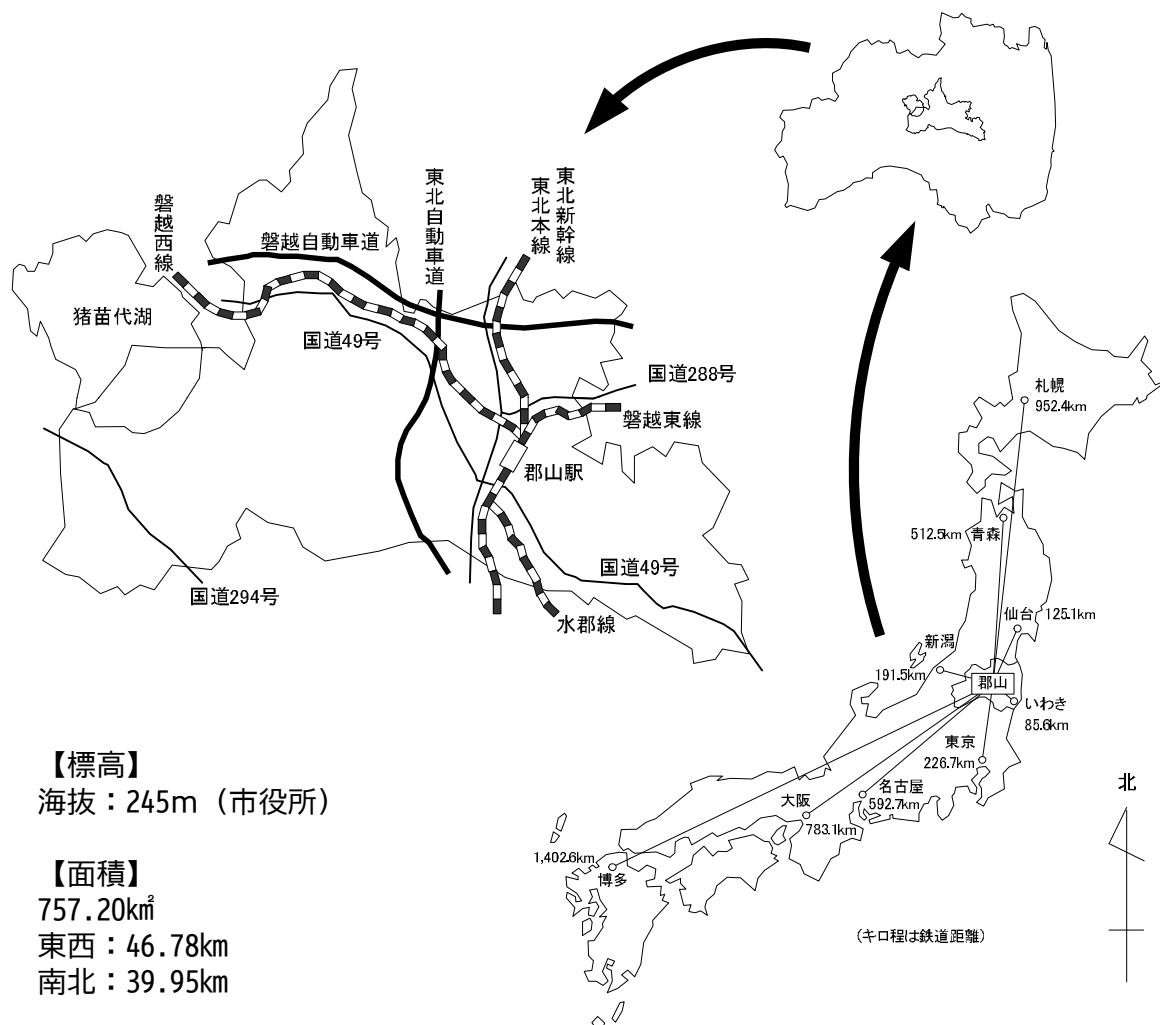 東北新幹線
東北本線
東北自動車道
磐越西線
磐越自動車道
猪苗代湖
国道49号
国道288号
磐越東線
郡山駅
国道49号
国道294号
水郡線
札幌
952.4km
512.5km 青森
仙台 125.1km
新潟
191.5km
郡山
いわき
85.6km
東京
226.7km
名古屋
592.7km
大阪
783.1km
1,402.6km
博多
北
(キロ程は鉄道距離)
【標高】
海抜：245m（市役所）
【面積】
757.20k㎡
東西：46.78km
南北：39.95km